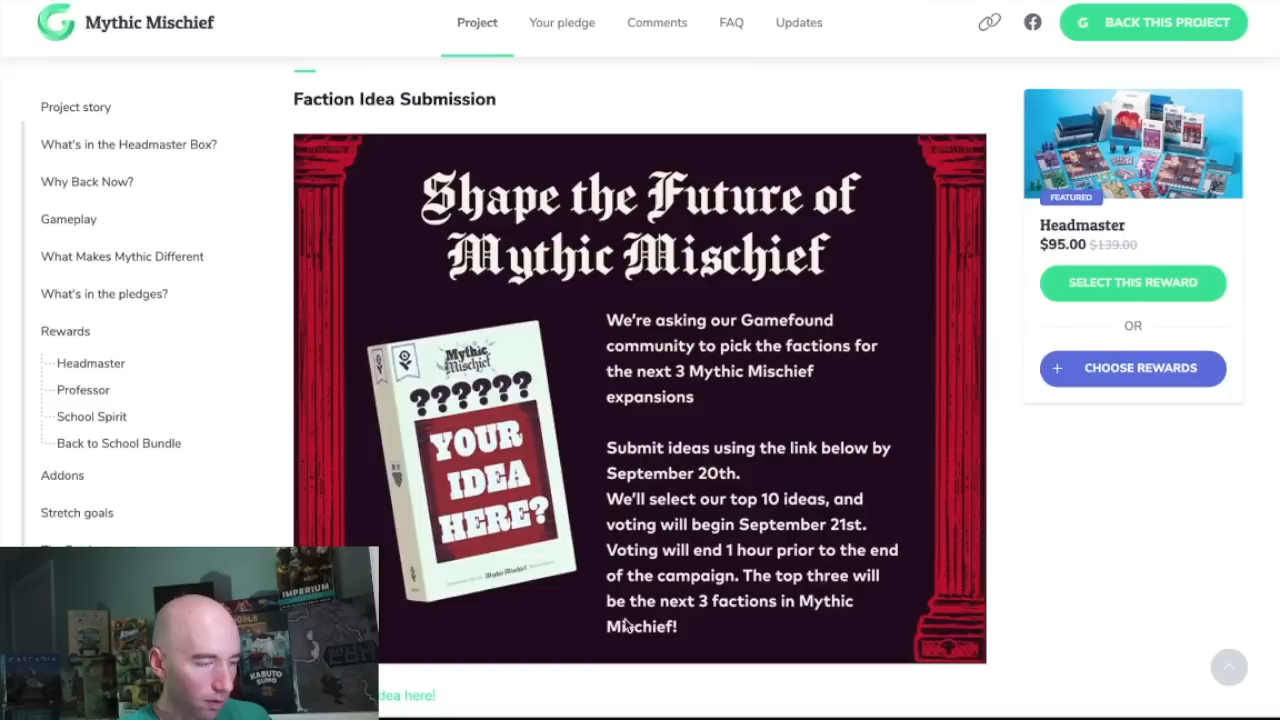 Mythic Mischief
Project
Your pledge
Comments
FAQ
Updates
G BACK THIS PROJECT
Project story
What's in the Headmaster Box?
Why Back Now?
Gameplay
What Makes Mythic Different
What's in the pledges?
Rewards
Headmaster
Professor
School Spirit
Back to School Bundle
Addons
Stretch goals
Faction Idea Submission
Shape the Future of
Mythic Mischief
Mythic
Mischief
??????
YOUR
IDEA
HERE?
Mythic Mischief
We're asking our Gamefound
community to pick the factions for
the next 3 Mythic Mischief
expansions
Submit ideas using the link below by
September 20th.
We'll select our top 10 ideas, and
voting will begin September 21st.
Voting will end 1 hour prior to the end
of the campaign. The top three will
be the next 3 factions in Mythic
Mischief!
dea here!
FEATURED
Headmaster
$95.00 $139.00
SELECT THIS REWARD
OR
+ CHOOSE REWARDS
IMPERIUM
CASCADIA
KABUTO
SUMO